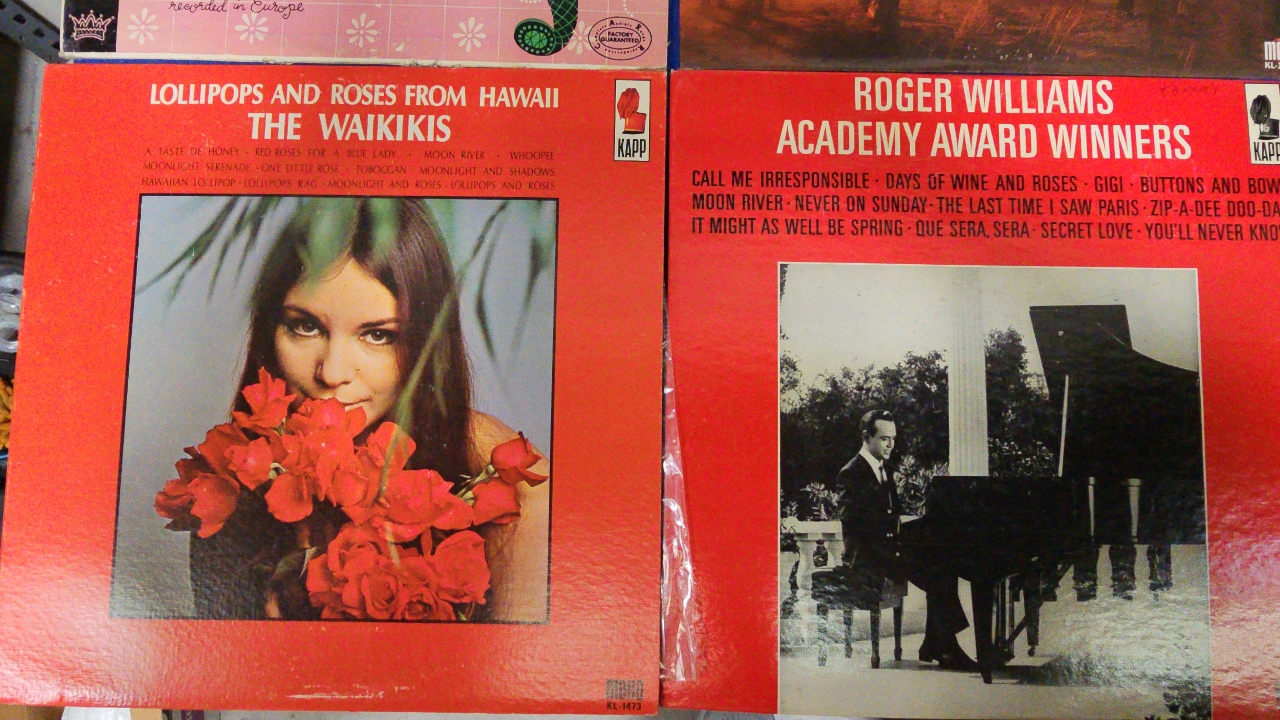 recorded in Europe
FACTORY
GUARANTEED
LOLLIPOPS AND ROSES FROM HAWAII
THE WAIKIKIS
KAPP
A TASTE OF HONEY · RED ROSES FOR A BLUE LADY · MOON RIVER · WHOOPEE
MOONLIGHT SERENADE · ONE LITTLE ROSE · TOBOGGAN · MOONLIGHT AND SHADOWS
HAWAIIAN LOLLIPOP · LOLLIPOPS RAG · MOONLIGHT AND ROSES · LOLLIPOPS AND ROSES
MONO
KL-1473
ROGER WILLIAMS
ACADEMY AWARD WINNERS
KAPP
CALL ME IRRESPONSIBLE · DAYS OF WINE AND ROSES · GIGI · BUTTONS AND BOW
MOON RIVER · NEVER ON SUNDAY · THE LAST TIME I SAW PARIS · ZIP-A-DEE DOO-DA
IT MIGHT AS WELL BE SPRING · QUE SERA, SERA · SECRET LOVE · YOU'LL NEVER KNO